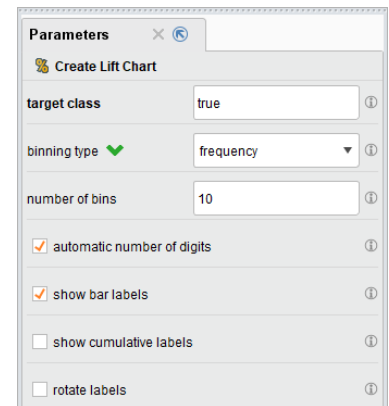 Parameters
Create Lift Chart
target class true
binning type frequency
number of bins 10
automatic number of digits
show bar labels
show cumulative labels
rotate labels